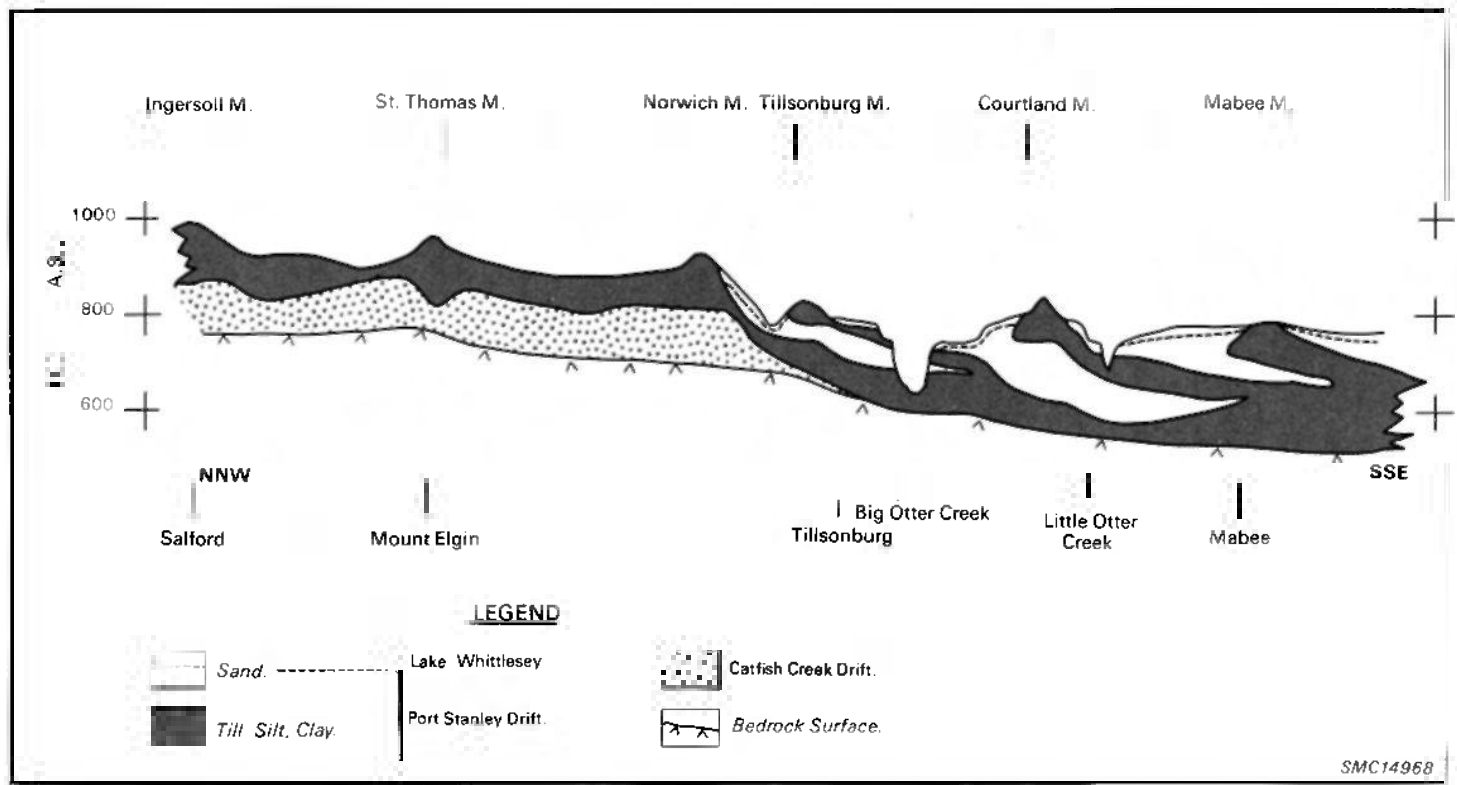 Ingersoll M. St. Thomas M. Norwich M. Tillsonburg M. Courtland M. Mabee M.
1000
A.S.
800
600
NNW SSE
Salford Mount Elgin Tillsonburg Big Otter Creek Little Otter Creek Mabee
LEGEND
Sand. Lake Whittlesey
Catfish Creek Drift.
Till Silt, Clay. Port Stanley Drift.
Bedrock Surface.
SMC14968